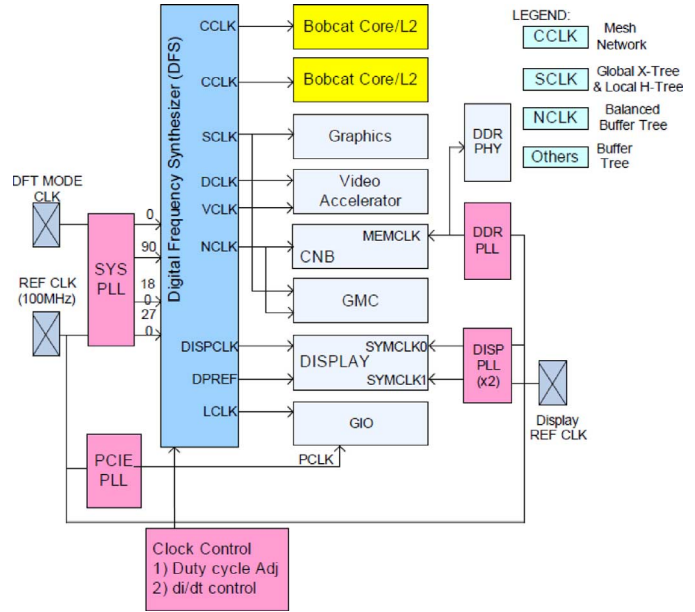 LEGEND:
CCLK
Mesh
Network
SCLK
Global X-Tree
& Local H-Tree
NCLK
Balanced
Buffer Tree
Others
Buffer
Tree
DFT MODE
CLK
REF CLK
(100MHz)
SYS
PLL
0
90
18
0
27
0
Digital Frequency Synthesizer (DFS)
CCLK
CCLK
SCLK
DCLK
VCLK
NCLK
DISPCLK
DPREF
LCLK
Bobcat Core/L2
Bobcat Core/L2
Graphics
Video
Accelerator
MEMCLK
CNB
GMC
SYMCLK0
DISPLAY
SYMCLK1
GIO
PCLK
DDR
PHY
DDR
PLL
DISP
PLL
(x2)
Display
REF CLK
PCIE
PLL
Clock Control
1) Duty cycle Adj
2) di/dt control